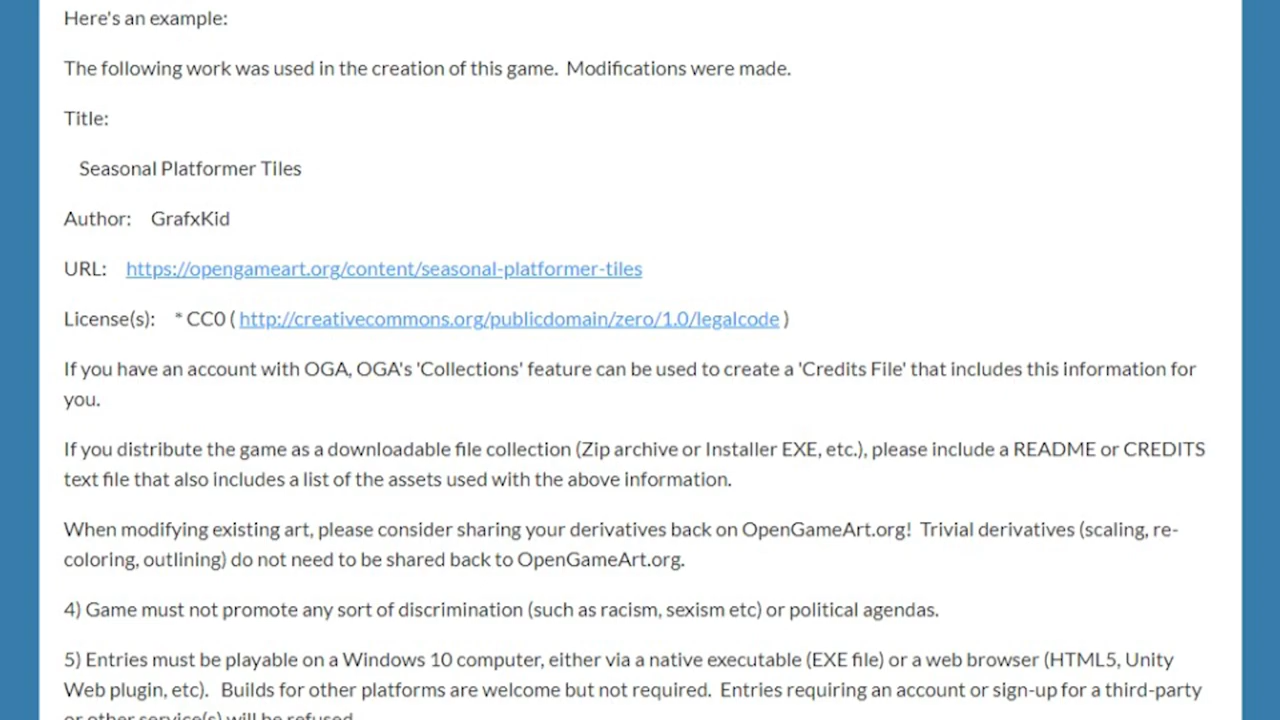 Here's an example:
The following work was used in the creation of this game.  Modifications were made.
Title:
Seasonal Platformer Tiles
Author:    GrafxKid
URL:    https://opengameart.org/content/seasonal-platformer-tiles
License(s):    * CC0 ( http://creativecommons.org/publicdomain/zero/1.0/legalcode )
If you have an account with OGA, OGA's 'Collections' feature can be used to create a 'Credits File' that includes this information for
you.
If you distribute the game as a downloadable file collection (Zip archive or Installer EXE, etc.), please include a README or CREDITS
text file that also includes a list of the assets used with the above information.
When modifying existing art, please consider sharing your derivatives back on OpenGameArt.org!  Trivial derivatives (scaling, re-
coloring, outlining) do not need to be shared back to OpenGameArt.org.
4) Game must not promote any sort of discrimination (such as racism, sexism etc) or political agendas.
5) Entries must be playable on a Windows 10 computer, either via a native executable (EXE file) or a web browser (HTML5, Unity
Web plugin, etc).   Builds for other platforms are welcome but not required.  Entries requiring an account or sign-up for a third-party
or other service(s) will be refused